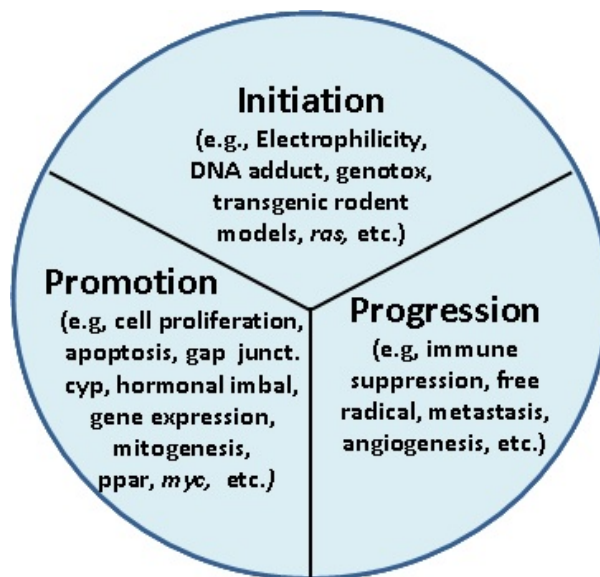 Initiation
(e.g., Electrophilicity,
DNA adduct, genotox,
transgenic rodent
models, ras, etc.)
Promotion
(e.g, cell proliferation,
apoptosis, gap junct.
cyp, hormonal imbal,
gene expression,
mitogenesis,
ppar, myc, etc.)
Progression
(e.g, immune
suppression, free
radical, metastasis,
angiogenesis, etc.)